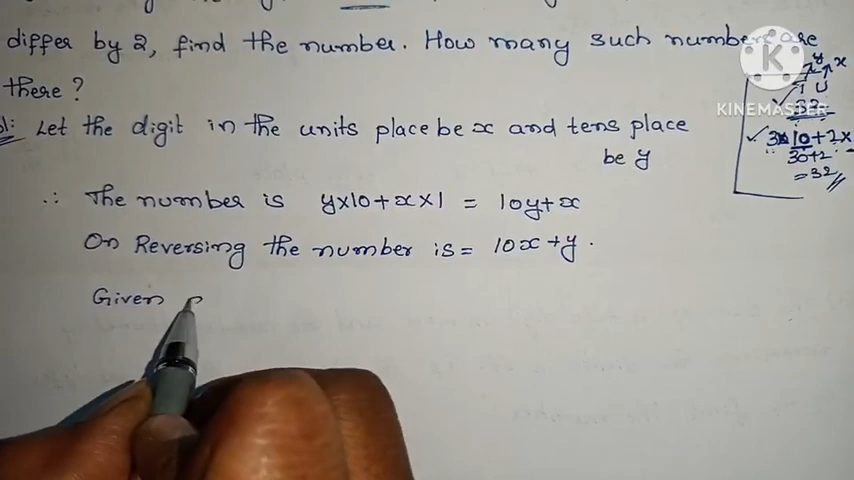 differ by 2, find the number. How many such numbers are
there?
Let the digit in the units place be x and tens place
be y
∴ The number is y×10+x×1 = 10y+x
On Reversing the number is = 10x+y.
Given
K
KINEMASTER
y x
T U
32
3×10+2×
30+2
=32